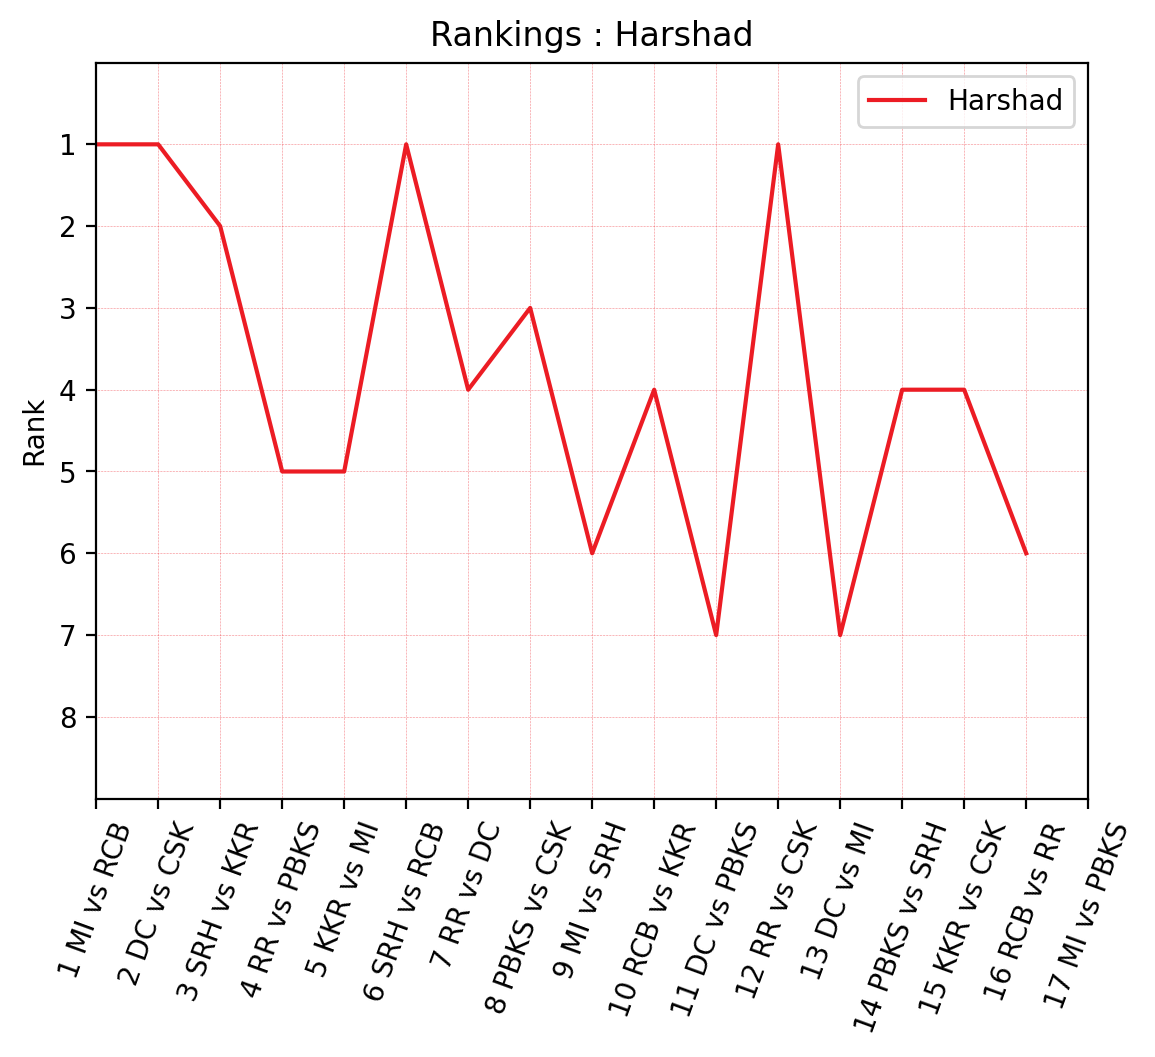 Rankings : Harshad
Harshad
Rank
1
2
3
4
5
6
7
8
1 MI vs RCB
2 DC vs CSK
3 SRH vs KKR
4 RR vs PBKS
5 KKR vs MI
6 SRH vs RCB
7 RR vs DC
8 PBKS vs CSK
9 MI vs SRH
10 RCB vs KKR
11 DC vs PBKS
12 RR vs CSK
13 DC vs MI
14 PBKS vs SRH
15 KKR vs CSK
16 RCB vs RR
17 MI vs PBKS